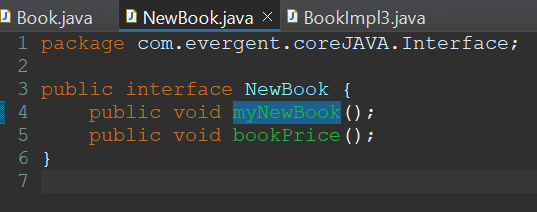 Book.java NewBook.java BookImpl3.java
1 package com.evergent.coreJAVA.Interface;
2
3 public interface NewBook {
4 public void myNewBook();
5 public void bookPrice();
6 }
7